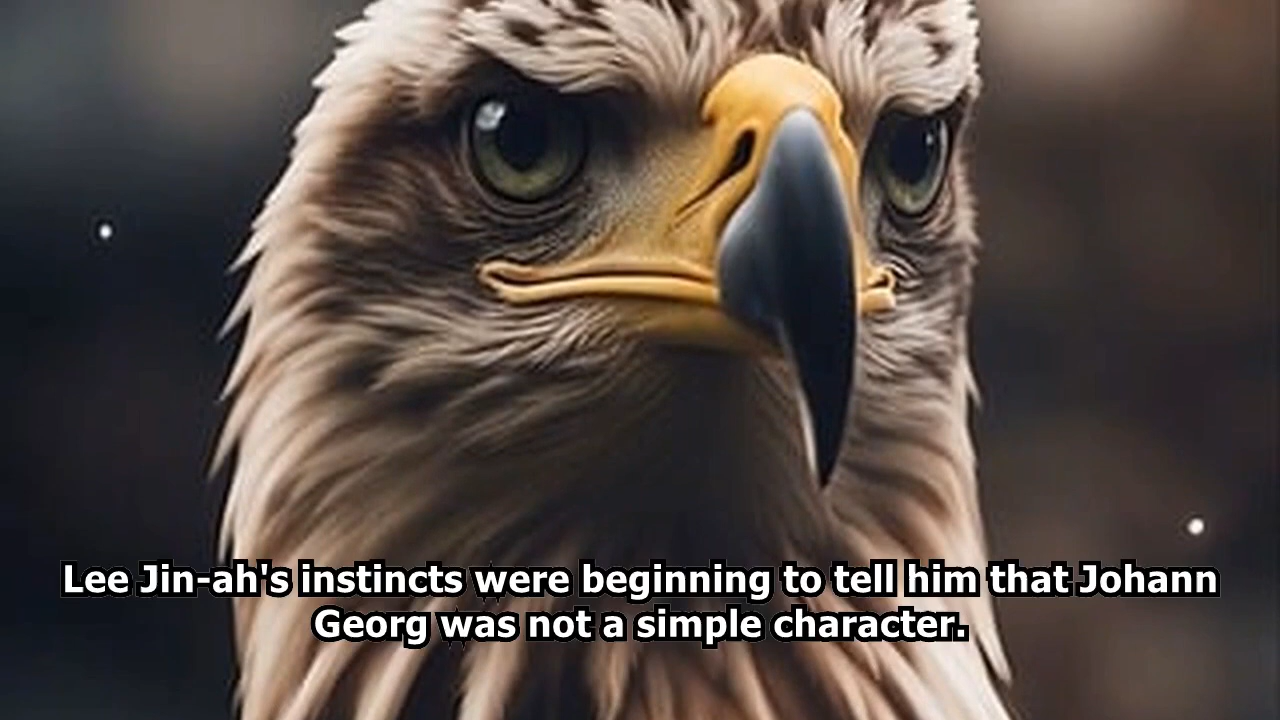 Lee Jin-ah's instincts were beginning to tell him that Johann
Georg was not a simple character.